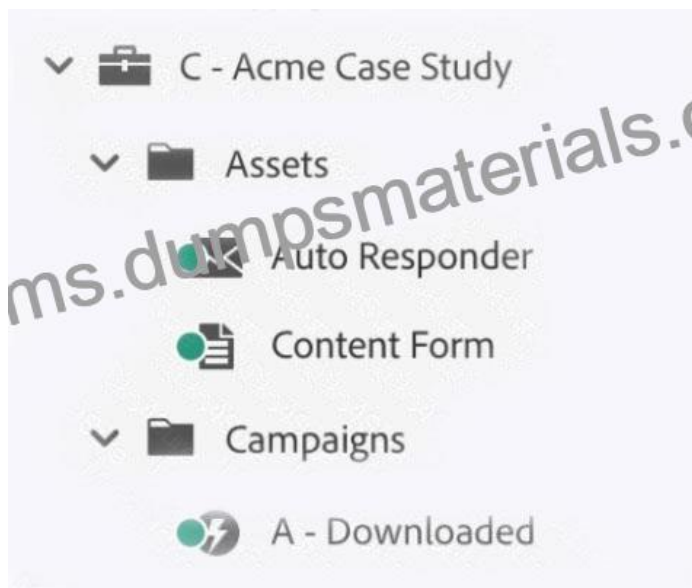 C - Acme Case Study
Assets
ms.dumpsmaterials.
Auto Responder
Content Form
Campaigns
A - Downloaded